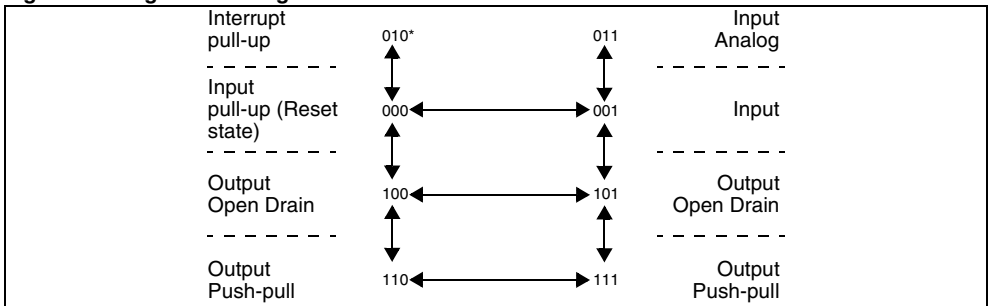 Interrupt
pull-up
010*
011
Input
Analog
Input
pull-up (Reset
state)
000
001
Input
Output
Open Drain
100
101
Output
Open Drain
Output
Push-pull
110
111
Output
Push-pull